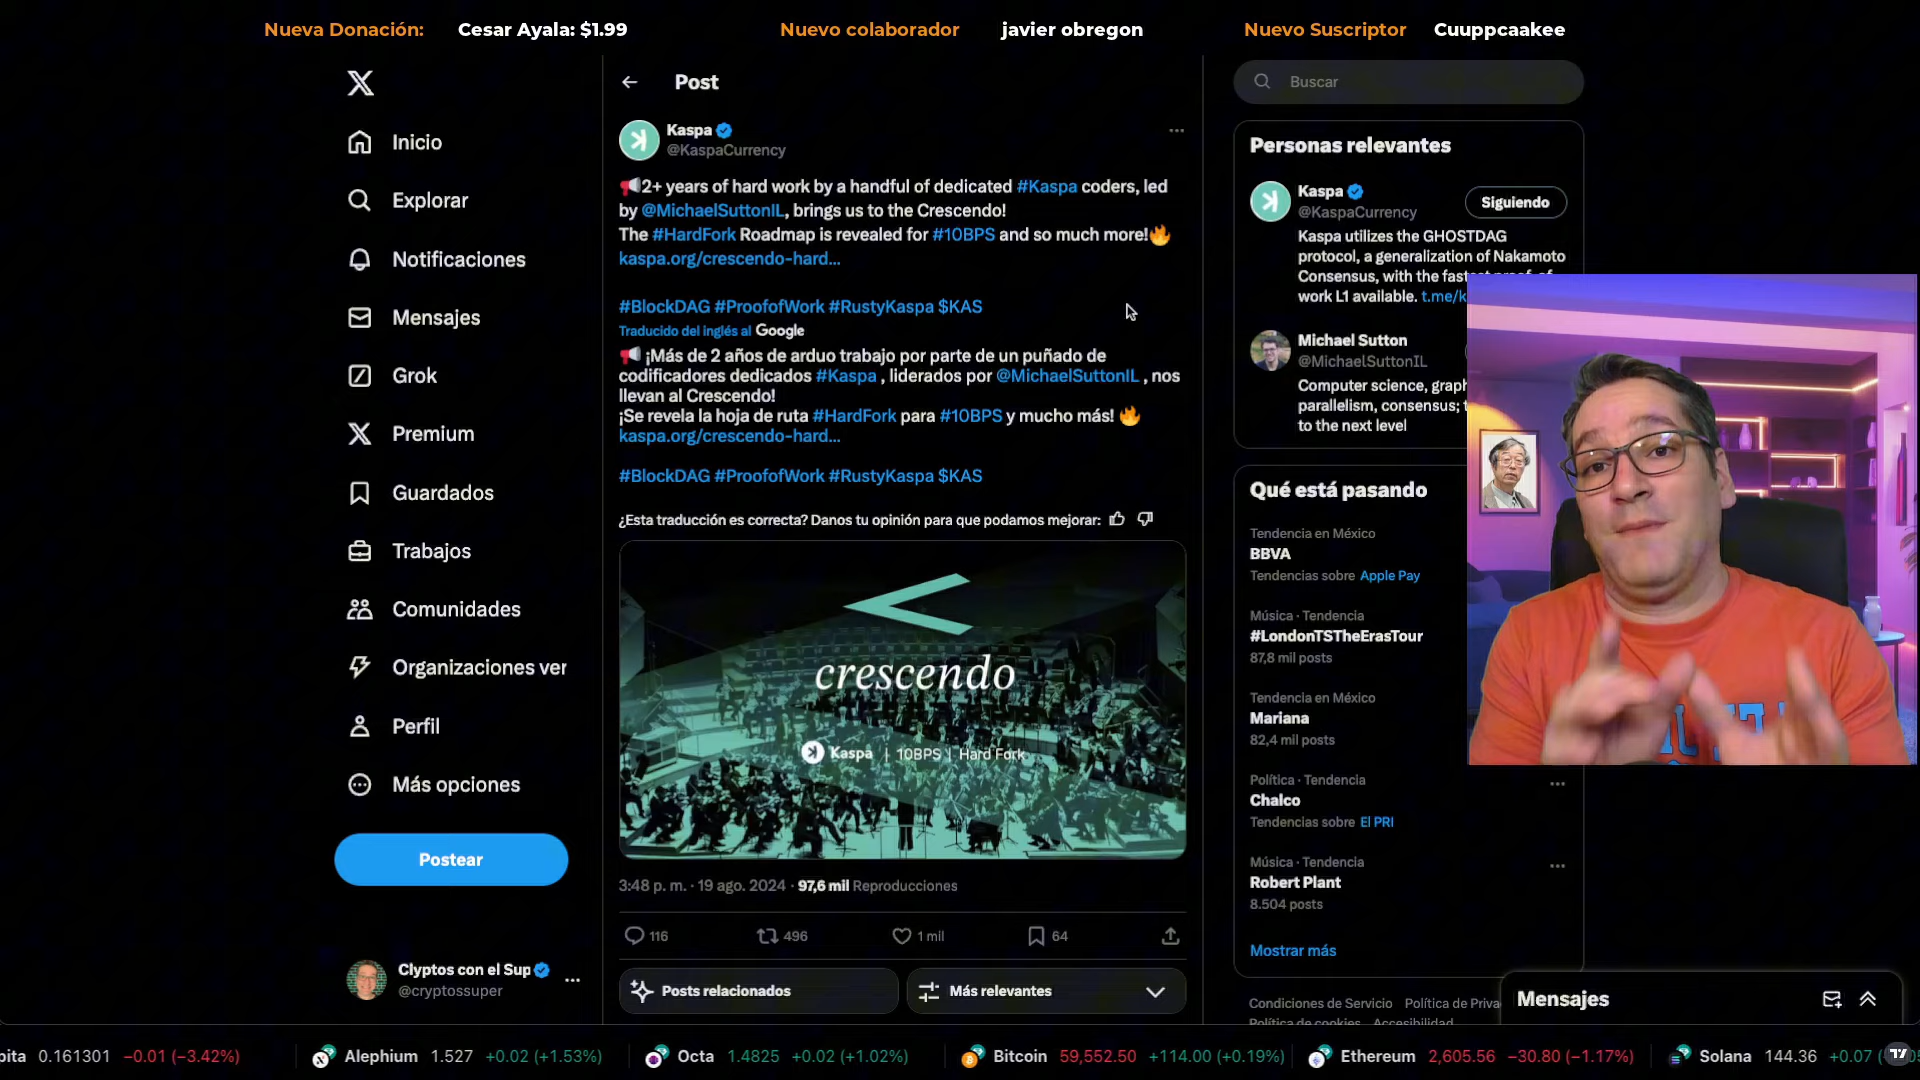 Nueva Donación: Cesar Ayala: $1.99 Nuevo colaborador javier obregon Nuevo Suscriptor Cuuppcaakee
Inicio
Explorar
Notificaciones
Mensajes
Grok
Premium
Guardados
Trabajos
Comunidades
Organizaciones ver
Perfil
Más opciones
Postear
Clyptos con el Sup
@cryptossuper
Post
Kaspa
@KaspaCurrency
2+ years of hard work by a handful of dedicated #Kaspa coders, led
by @MichaelSuttonIL, brings us to the Crescendo!
The #HardFork Roadmap is revealed for #10BPS and so much more!🔥
kaspa.org/crescendo-hard...
#BlockDAG #ProofofWork #RustyKaspa $KAS
Traducido del inglés al Google
¡Más de 2 años de arduo trabajo por parte de un puñado de
codificadores dedicados #Kaspa , liderados por @MichaelSuttonIL , nos
llevan al Crescendo!
¡Se revela la hoja de ruta #HardFork para #10BPS y mucho más! 🔥
kaspa.org/crescendo-hard...
#BlockDAG #ProofofWork #RustyKaspa $KAS
¿Esta traducción es correcta? Danos tu opinión para que podamos mejorar:
crescendo
Kaspa | 10BPS | Hard Fork
3:48 p. m. · 19 ago. 2024 · 97,6 mil Reproducciones
116 496 1 mil 64
Posts relacionados
Más relevantes
Buscar
Personas relevantes
Kaspa
@KaspaCurrency
Siguiendo
Kaspa utilizes the GHOSTDAG
protocol, a generalization of Nakamoto
Consensus, with the fastest proof-of
work L1 available. t.me/k
Michael Sutton
@MichaelSuttonIL
Computer science, graph
parallelism, consensus; t
to the next level
Qué está pasando
Tendencia en México
BBVA
Tendencias sobre Apple Pay
Música · Tendencia
#LondonTSTheErasTour
87,8 mil posts
Tendencia en México
Mariana
82,4 mil posts
Política · Tendencia
Chalco
Tendencias sobre El PRI
Música · Tendencia
Robert Plant
8.504 posts
Mostrar más
Condiciones de Servicio Política de Priva
Política de cookies Accesibilidad
Mensajes
pita 0.161301 −0.01 (−3.42%) Alephium 1.527 +0.02 (+1.53%) Octa 1.4825 +0.02 (+1.02%) Bitcoin 59,552.50 +114.00 (+0.19%) Ethereum 2,605.56 −30.80 (−1.17%) Solana 144.36 +0.07